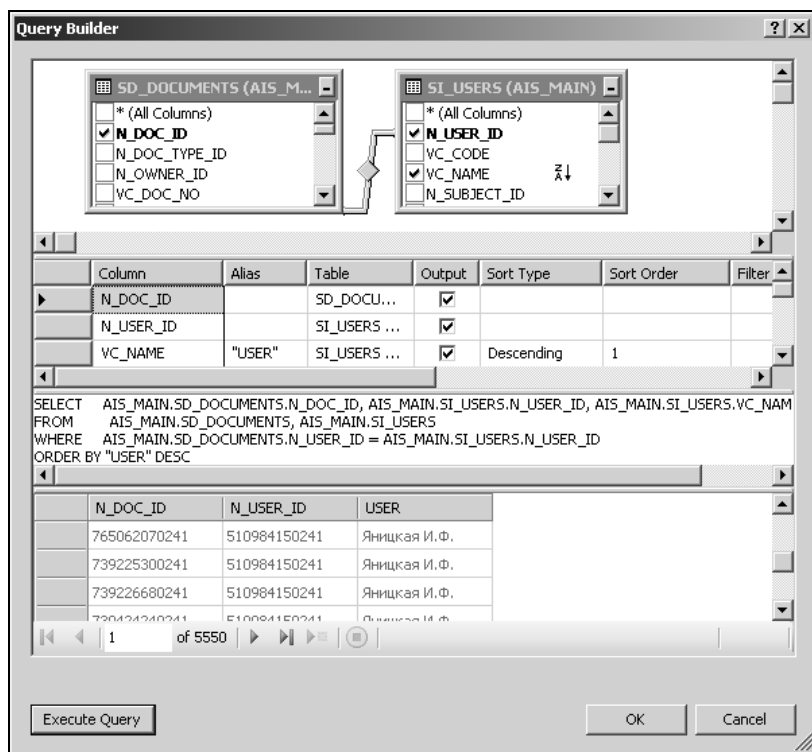 Query Builder
SD_DOCUMENTS (AIS_M...
* (All Columns)
N_DOC_ID
N_DOC_TYPE_ID
N_OWNER_ID
VC_DOC_NO
SI_USERS (AIS_MAIN)
* (All Columns)
N_USER_ID
VC_CODE
VC_NAME
N_SUBJECT_ID
Column Alias Table Output Sort Type Sort Order Filter
N_DOC_ID SD_DOCU...
N_USER_ID SI_USERS ...
VC_NAME "USER" SI_USERS ... Descending 1
SELECT AIS_MAIN.SD_DOCUMENTS.N_DOC_ID, AIS_MAIN.SI_USERS.N_USER_ID, AIS_MAIN.SI_USERS.VC_NAM
FROM AIS_MAIN.SD_DOCUMENTS, AIS_MAIN.SI_USERS
WHERE AIS_MAIN.SD_DOCUMENTS.N_USER_ID = AIS_MAIN.SI_USERS.N_USER_ID
ORDER BY "USER" DESC
N_DOC_ID N_USER_ID USER
765062070241 510984150241 Яницкая И.Ф.
739225300241 510984150241 Яницкая И.Ф.
739226680241 510984150241 Яницкая И.Ф.
1 of 5550
Execute Query OK Cancel